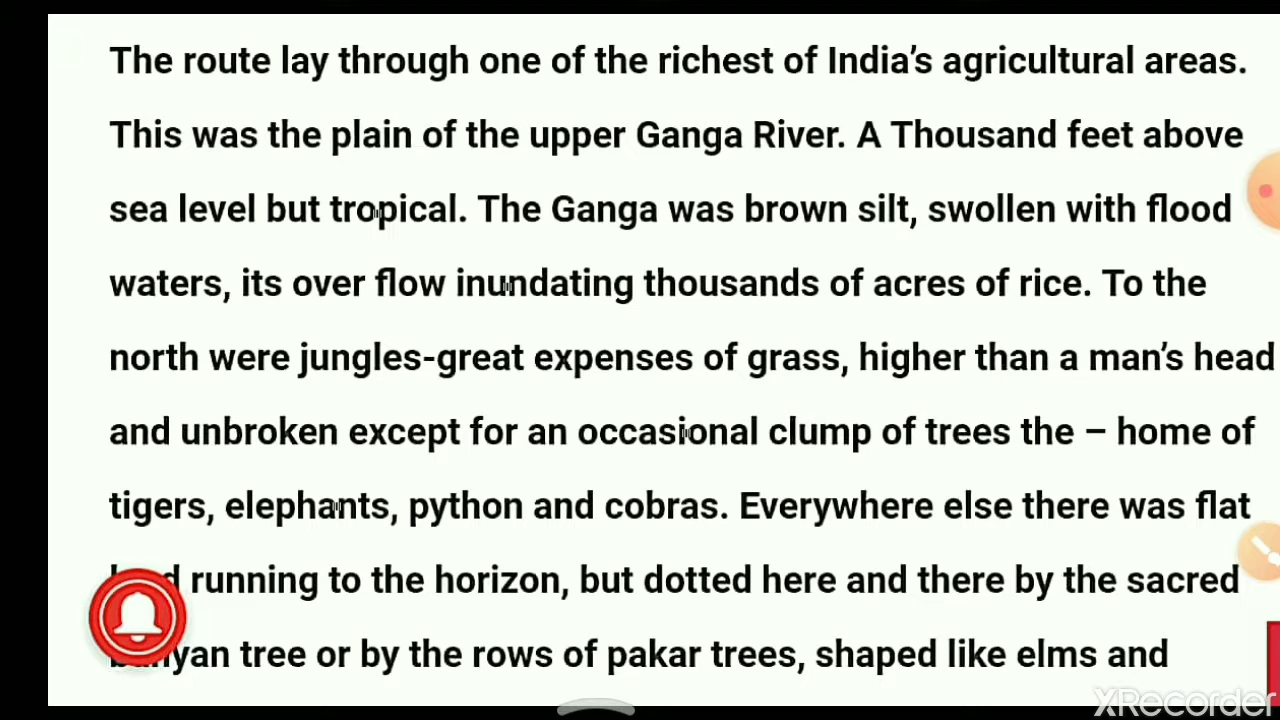 The route lay through one of the richest of India's agricultural areas.
This was the plain of the upper Ganga River. A Thousand feet above
sea level but tropical. The Ganga was brown silt, swollen with flood
waters, its over flow inundating thousands of acres of rice. To the
north were jungles-great expenses of grass, higher than a man's head
and unbroken except for an occasional clump of trees the – home of
tigers, elephants, python and cobras. Everywhere else there was flat
running to the horizon, but dotted here and there by the sacred
tree or by the rows of pakar trees, shaped like elms and
XRecorder